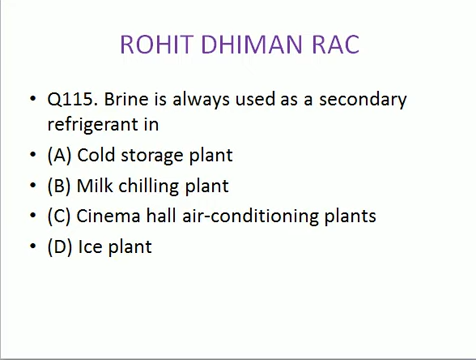 ROHIT DHIMAN RAC
• Q115. Brine is always used as a secondary
refrigerant in
• (A) Cold storage plant
• (B) Milk chilling plant
• (C) Cinema hall air-conditioning plants
• (D) Ice plant